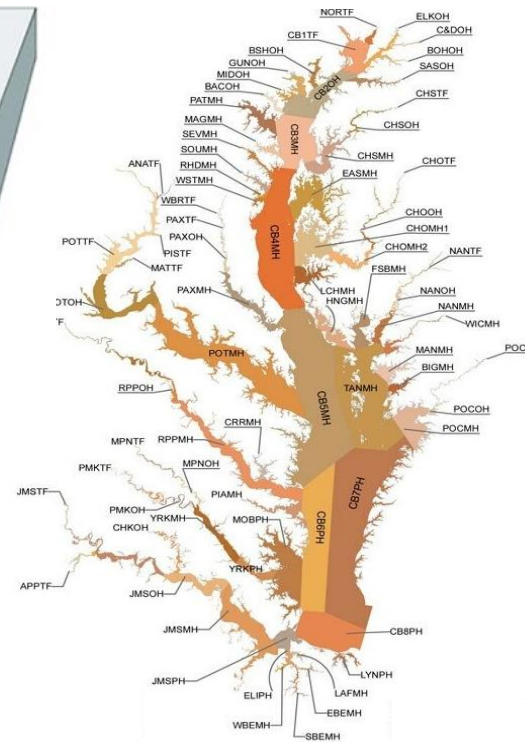 NORTF
ELKOH
CB1TF
C&DOH
BSHOH
BOHOH
GUNOH
SASOH
MIDOH
CB2OH
BACOH
CHSTF
PATMH
MAGMH
CHSOH
SEVMH
CB3MH
SOUMH
CHSMH
RHDMH
EASMH
CHOTF
ANATF
WSTMH
WBRTF
PAXTF
CHOOH
PAXOH
CB4MH
CHOMH1
POTTF
CHOMH2
PISTF
NANTF
MATTF
FSBMH
LCHMH
HNGMH
NANOH
PAXMH
NANMH
OTOH
WICMH
TF
MANMH
POC
POTMH
BIGMH
TANMH
RPPOH
CB5MH
POCOH
CRRMH
POCMH
RPPMH
MPNTF
MPNOH
PMKTF
CB7PH
JMSTF
PIAMH
PMKOH
YRKMH
MOBPH
CB6PH
CHKOH
YRKPH
APPTF
JMSOH
JMSMH
CB8PH
JMSPH
LYNPH
ELIPH
LAFMH
WBEMH
EBEMH
SBEMH